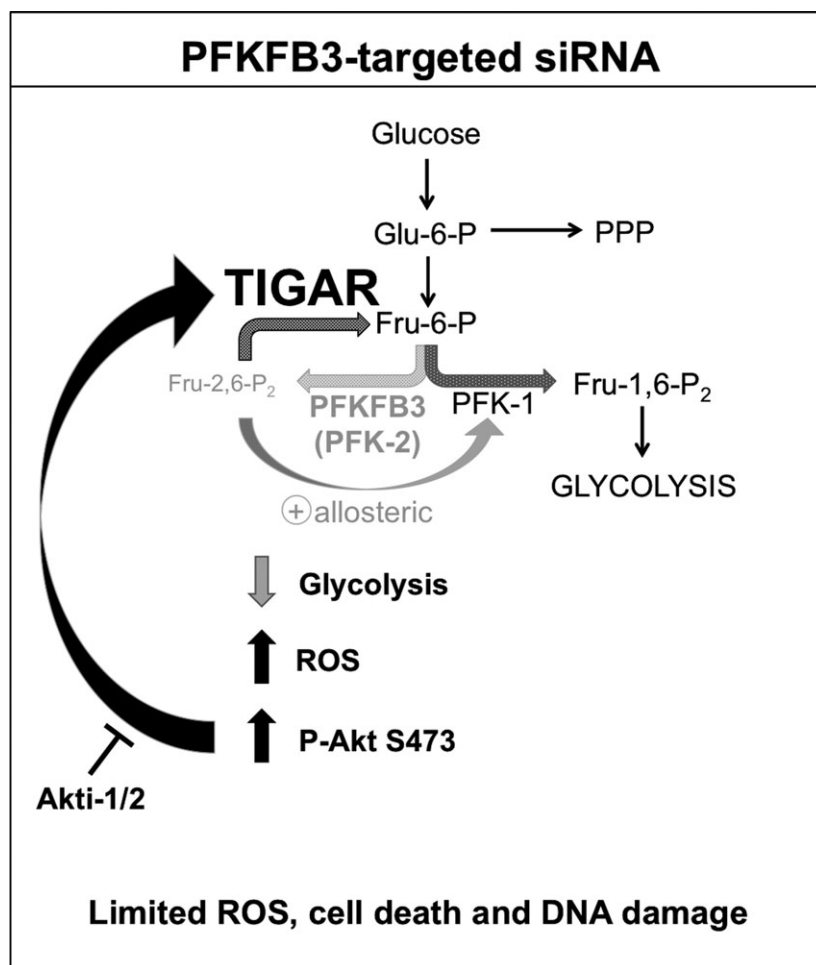 PFKFB3-targeted siRNA
Glucose
Glu-6-P PPP
TIGAR
Fru-6-P
Fru-2,6-P₂
PFKFB3
(PFK-2)
PFK-1
Fru-1,6-P₂
GLYCOLYSIS
+ allosteric
Glycolysis
ROS
P-Akt S473
Akti-1/2
Limited ROS, cell death and DNA damage